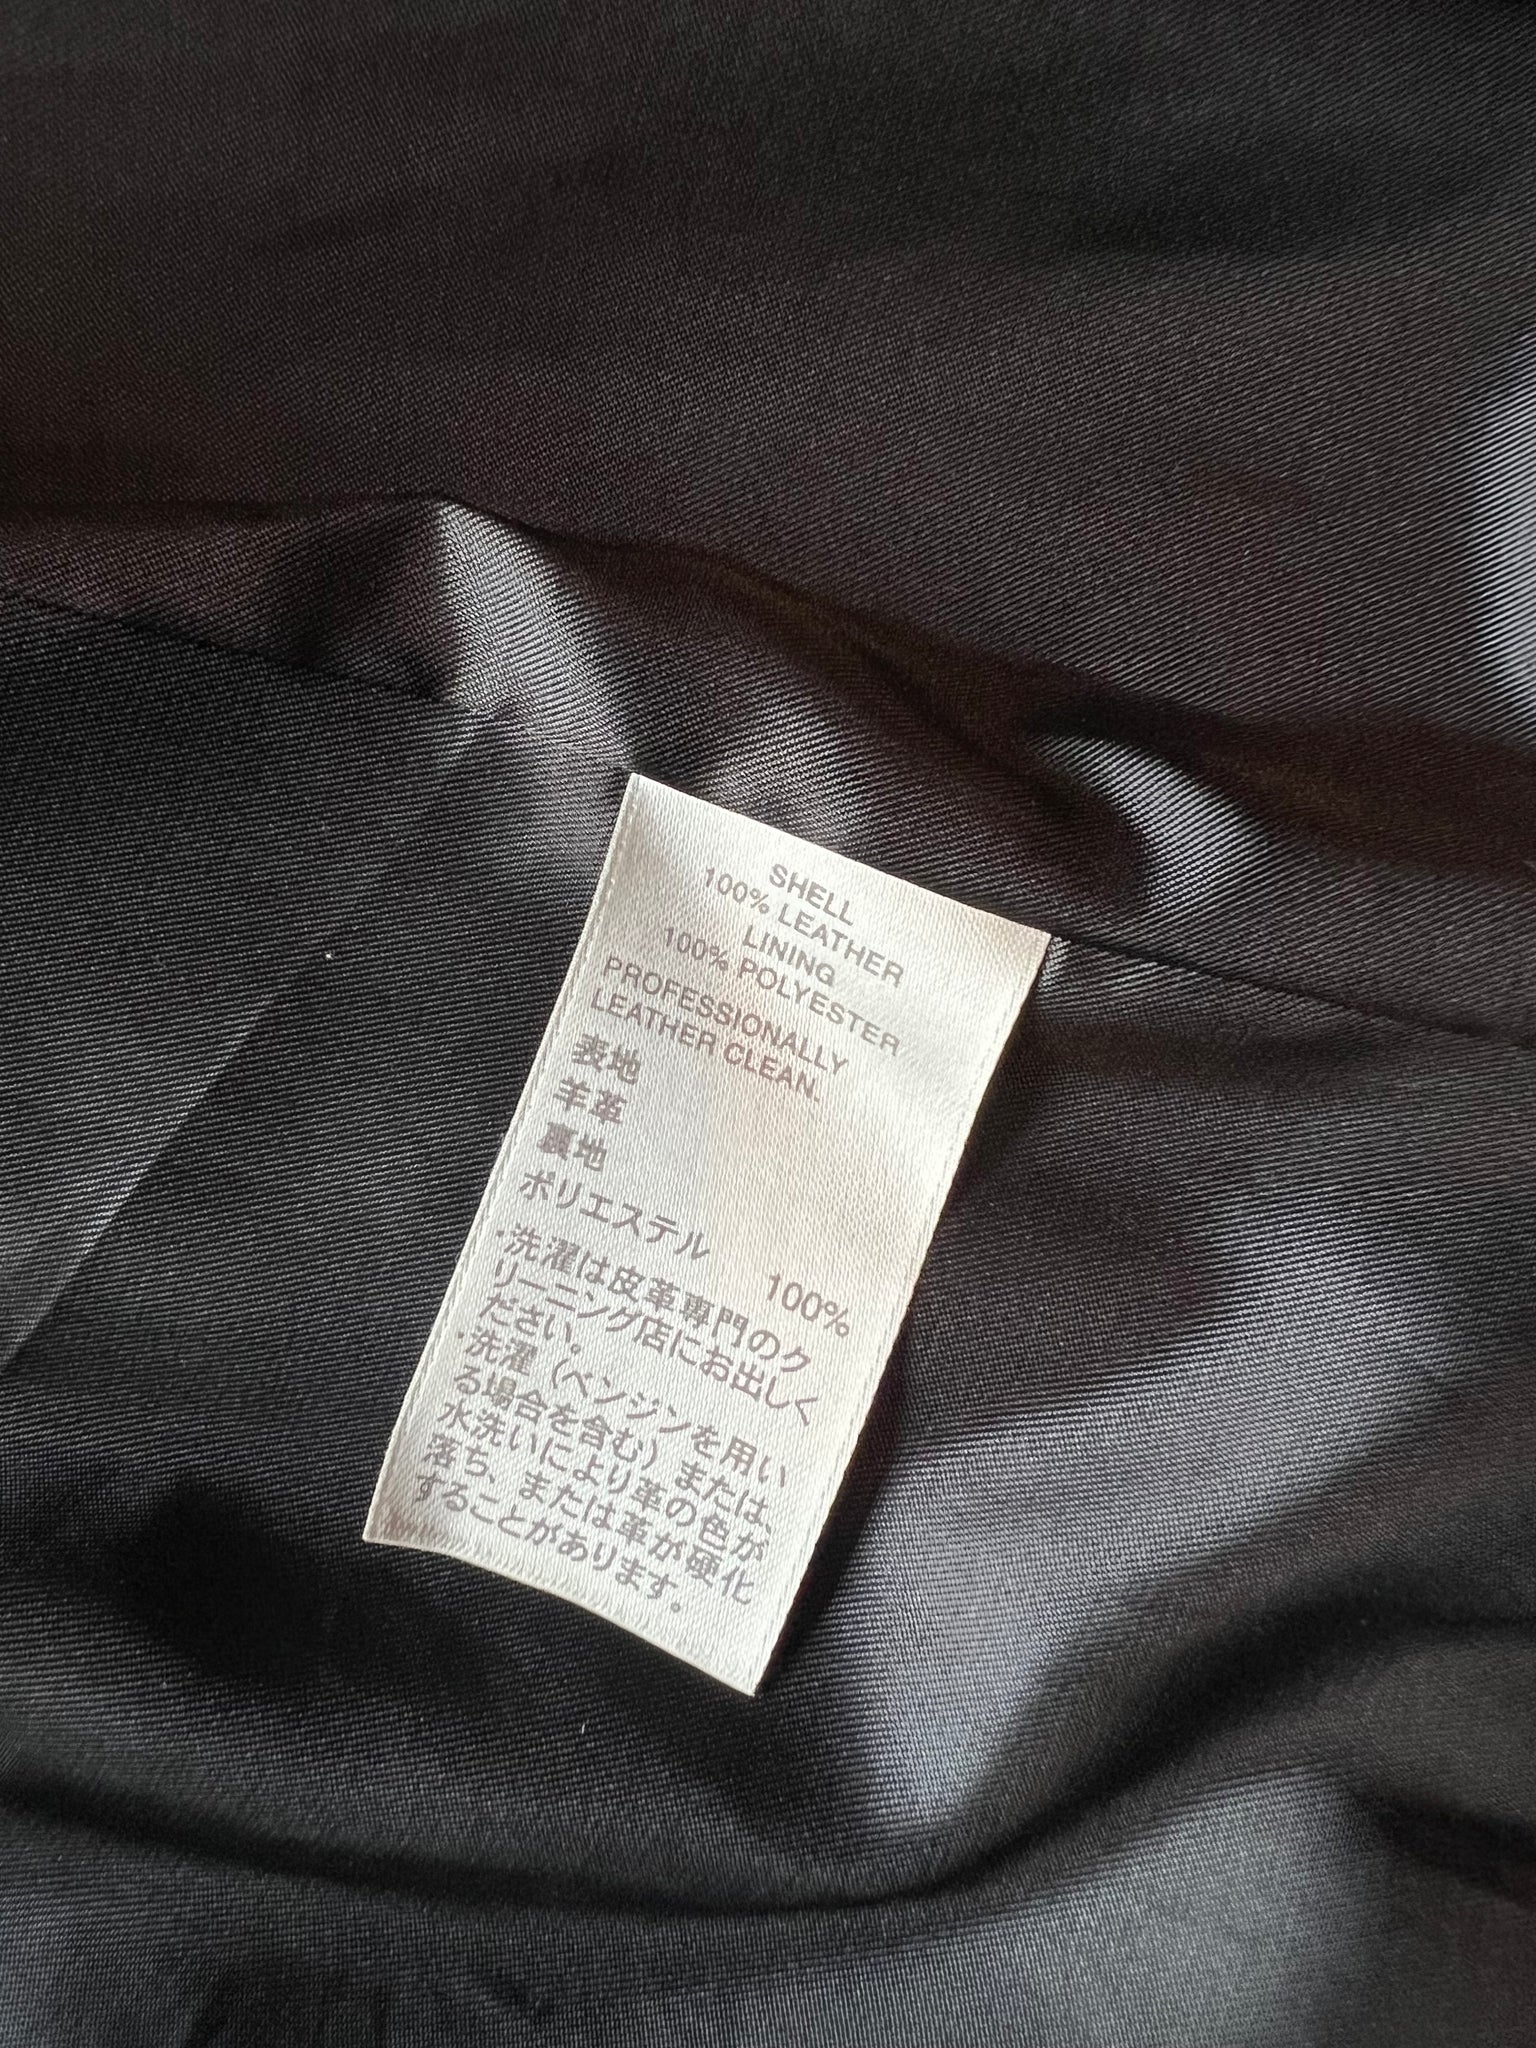 SHELL
100% LEATHER
LINING
100% POLYESTER
PROFESSIONALLY
LEATHER CLEAN.
表地
羊革
裏地
ポリエステル 100%
・洗濯は皮革専門のク
リーニング店にお出しく
ださい。
・洗濯（ベンジンを用い
る場合を含む）または、
水洗いにより革の色が
落ち、または革が硬化
することがあります。